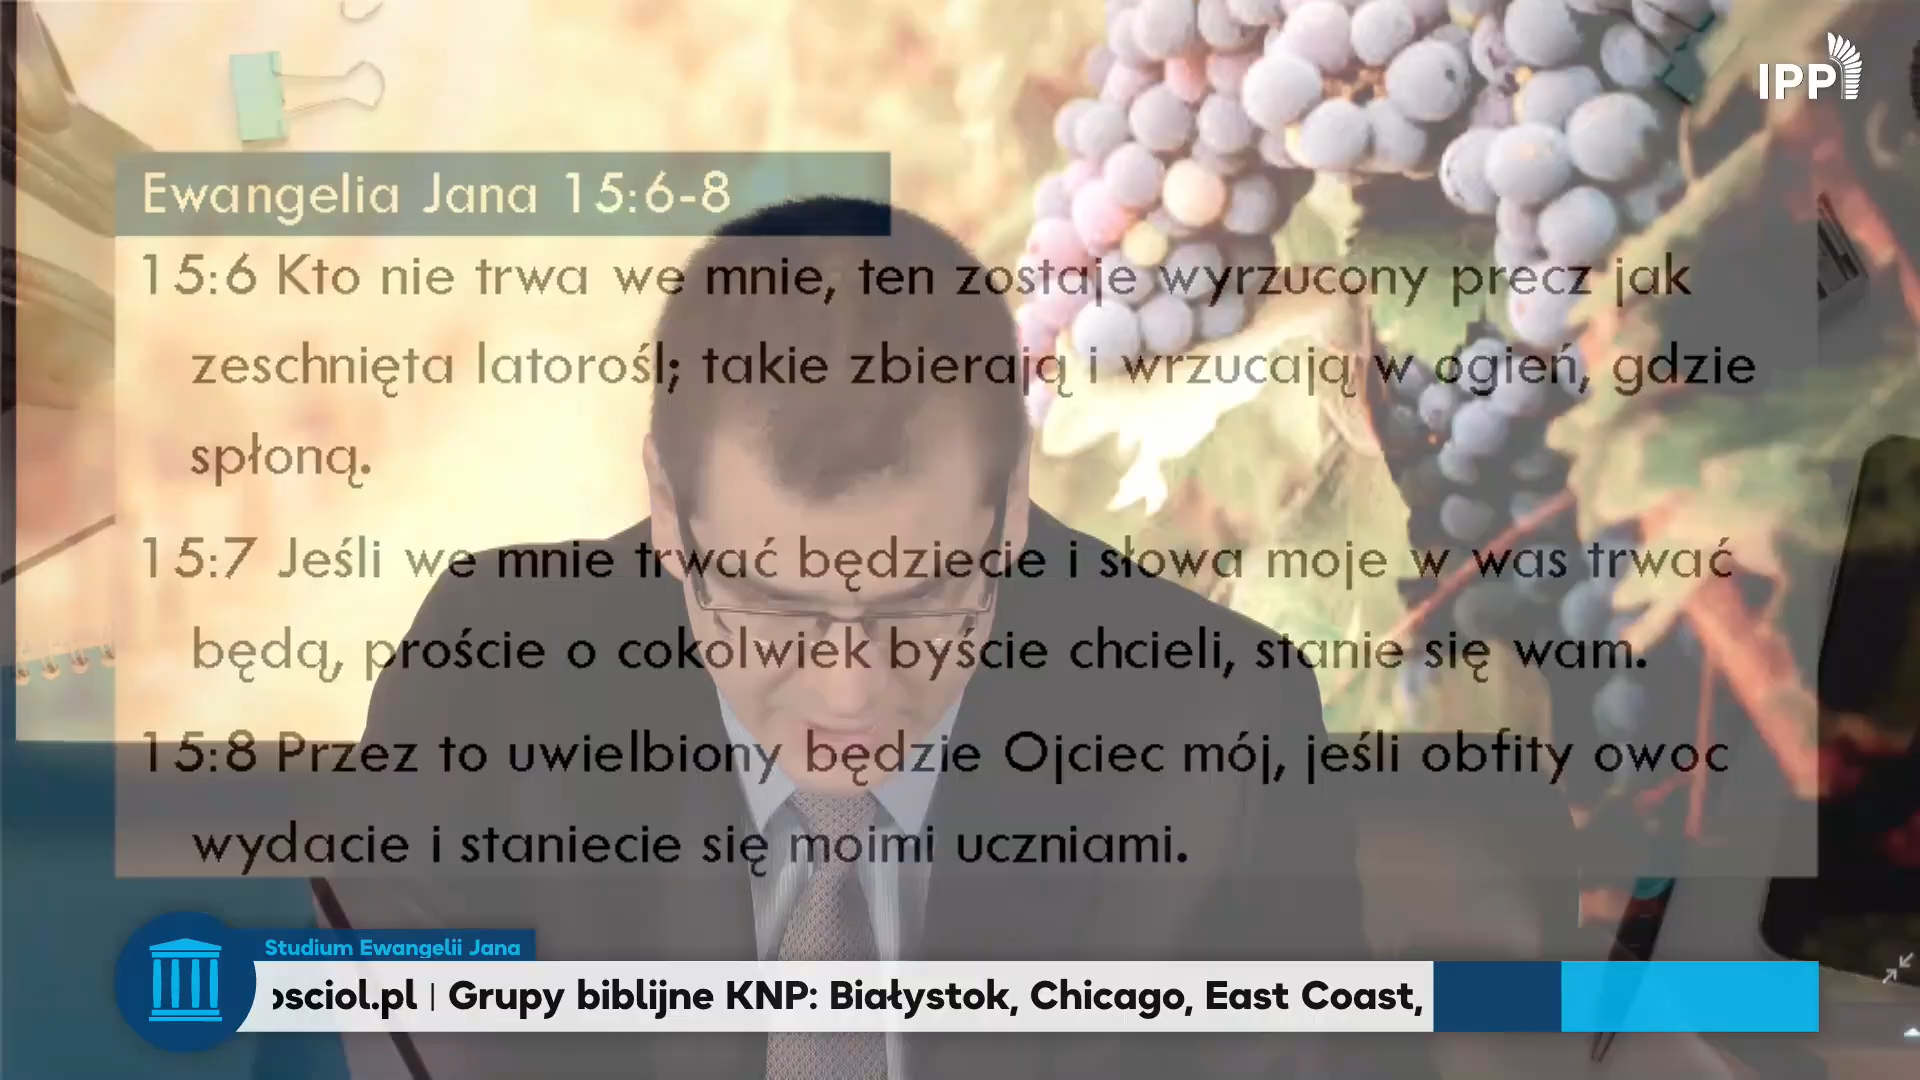 IPP
Ewangelia Jana 15:6-8
15:6 Kto nie trwa we mnie, ten zostaje wyrzucony precz jak
zeschnięta latorośl; takie zbierają i wrzucają w ogień, gdzie
spłoną.
15:7 Jeśli we mnie trwać będziecie i słowa moje w was trwać
będą, proście o cokolwiek byście chcieli, stanie się wam.
15:8 Przez to uwielbiony będzie Ojciec mój, jeśli obfity owoc
wydacie i staniecie się moimi uczniami.
Studium Ewangelii Jana
osciol.pl | Grupy biblijne KNP: Białystok, Chicago, East Coast,